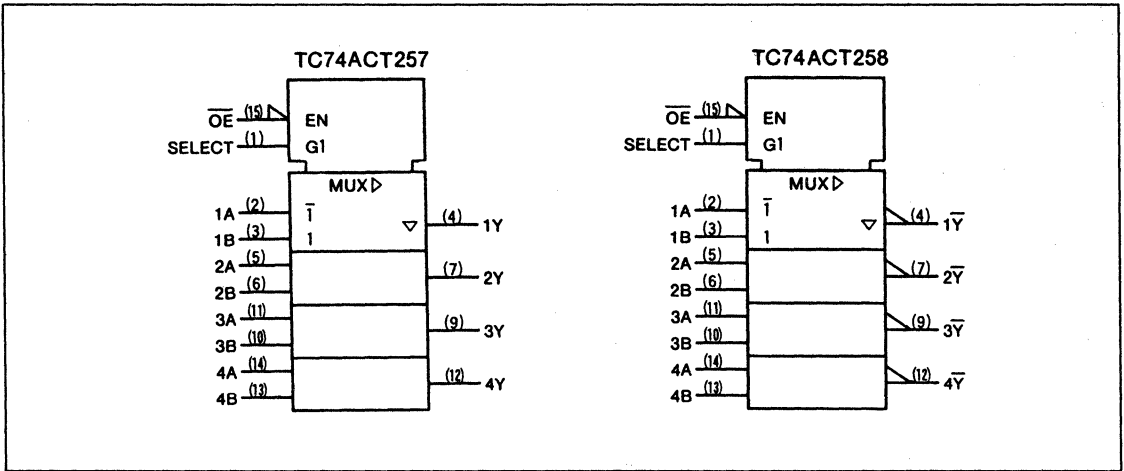 TC74ACT257
O̅E̅ (15) EN
SELECT (1) G1
MUX▷
1A (2) 1̅
(4) 1Y
1B (3) 1
2A (5)
(7) 2Y
2B (6)
3A (11)
(9) 3Y
3B (10)
4A (14)
(12) 4Y
4B (13)
TC74ACT258
O̅E̅ (15) EN
SELECT (1) G1
MUX▷
1A (2) 1̅
(4) 1Y̅
1B (3) 1
2A (5)
(7) 2Y̅
2B (6)
3A (11)
(9) 3Y̅
3B (10)
4A (14)
(12) 4Y̅
4B (13)